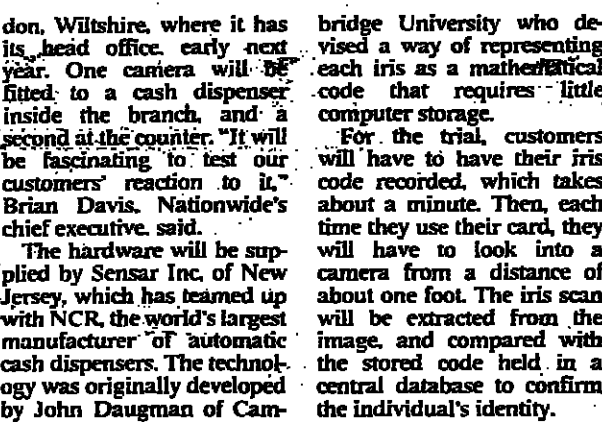 don, Wiltshire, where it has
its head office, early next
year. One camera will be
fitted to a cash dispenser
inside the branch, and a
second at the counter. "It will
be fascinating to test our
customers' reaction to it,"
Brian Davis, Nationwide's
chief executive, said.
The hardware will be sup-
plied by Sensar Inc, of New
Jersey, which has teamed up
with NCR, the world's largest
manufacturer of automatic
cash dispensers. The technol-
ogy was originally developed
by John Daugman of Cam-
bridge University who de-
vised a way of representing
each iris as a mathematical
code that requires little
computer storage.
For the trial, customers
will have to have their iris
code recorded, which takes
about a minute. Then, each
time they use their card, they
will have to look into a
camera from a distance of
about one foot. The iris scan
will be extracted from the
image, and compared with
the stored code held in a
central database to confirm
the individual's identity.